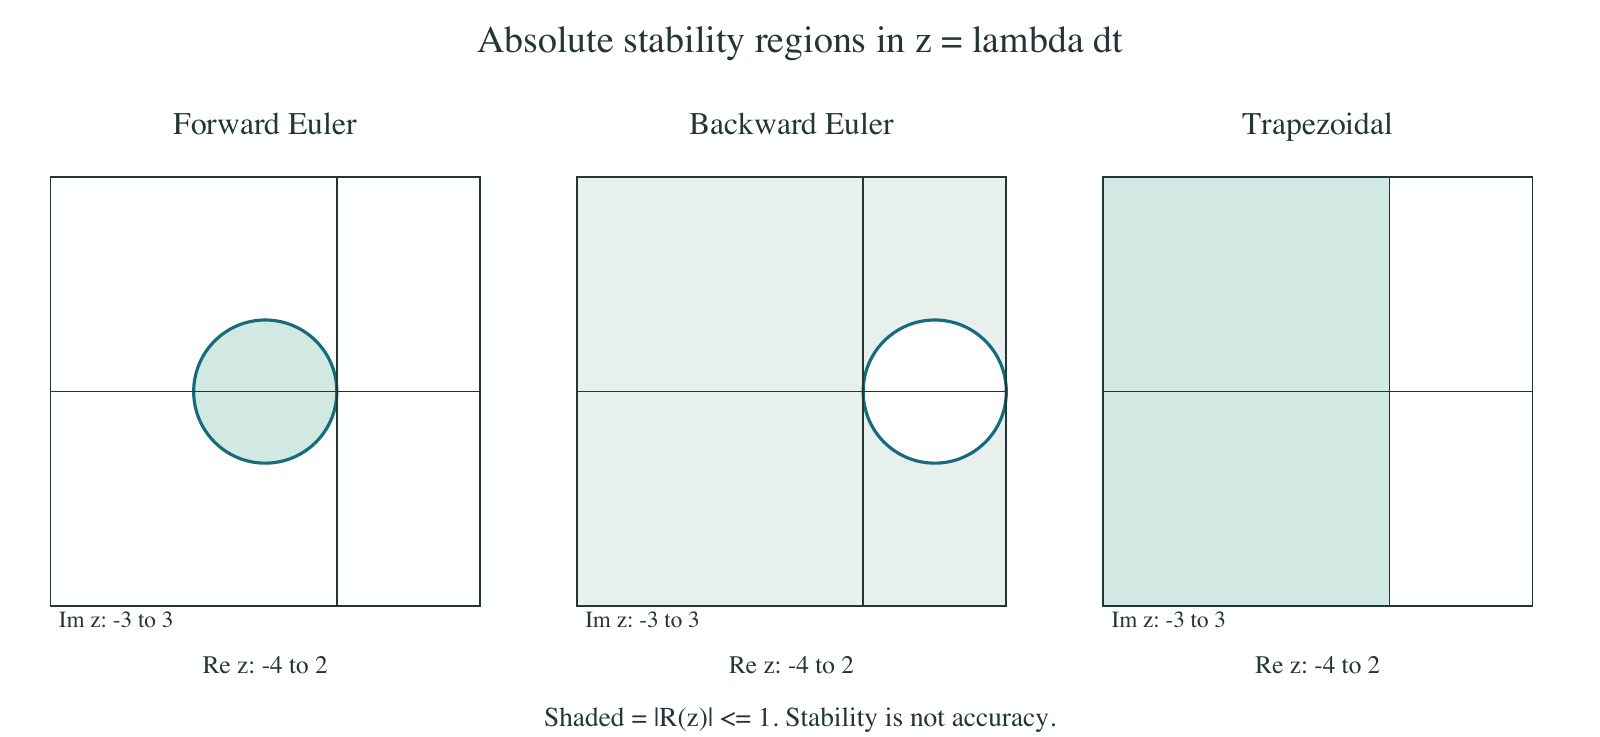 Absolute stability regions in z = lambda dt
Forward Euler
Backward Euler
Trapezoidal
Im z: -3 to 3
Im z: -3 to 3
Im z: -3 to 3
Re z: -4 to 2
Re z: -4 to 2
Re z: -4 to 2
Shaded = |R(z)| <= 1. Stability is not accuracy.